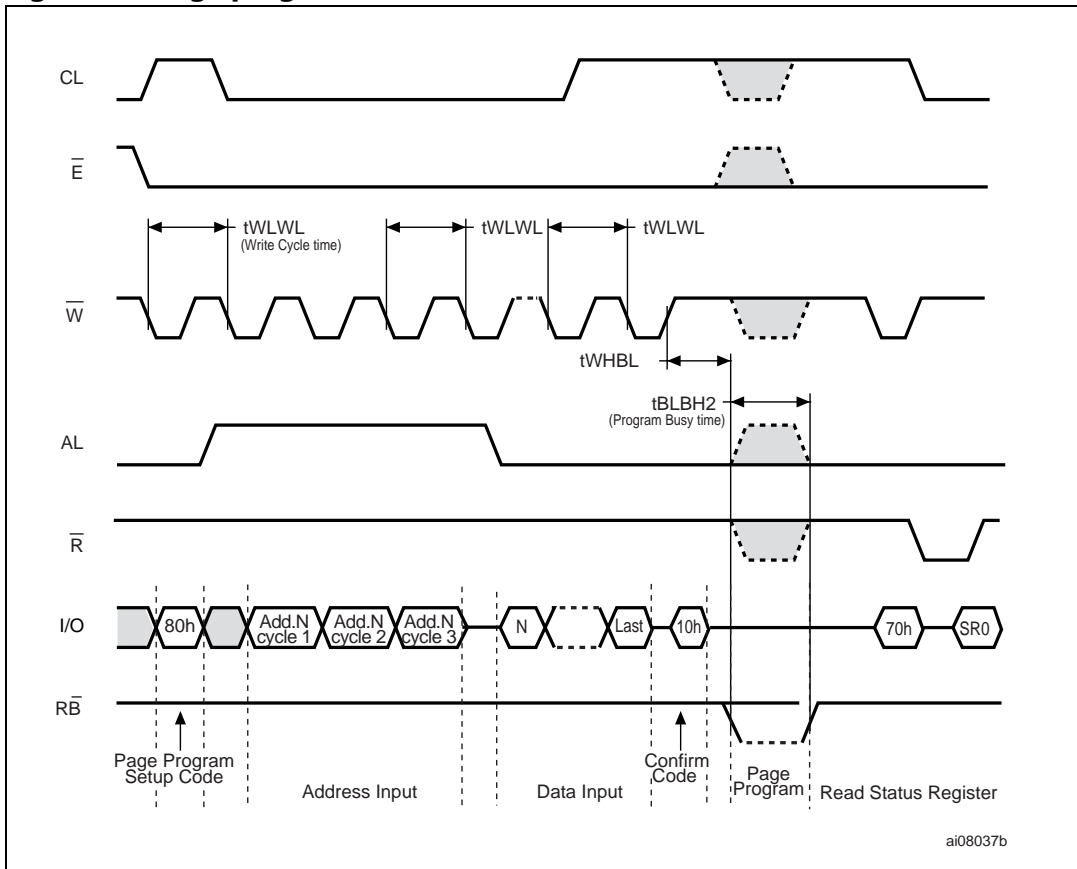 CL
E
tWLWL
(Write Cycle time)
tWLWL
tWLWL
W
tWHBL
tBLBH2
(Program Busy time)
AL
R
I/O
80h
Add.N
cycle 1
Add.N
cycle 2
Add.N
cycle 3
N
Last
10h
70h
SR0
RB
Page Program
Setup Code
Address Input
Data Input
Confirm
Code
Page
Program
Read Status Register
ai08037b